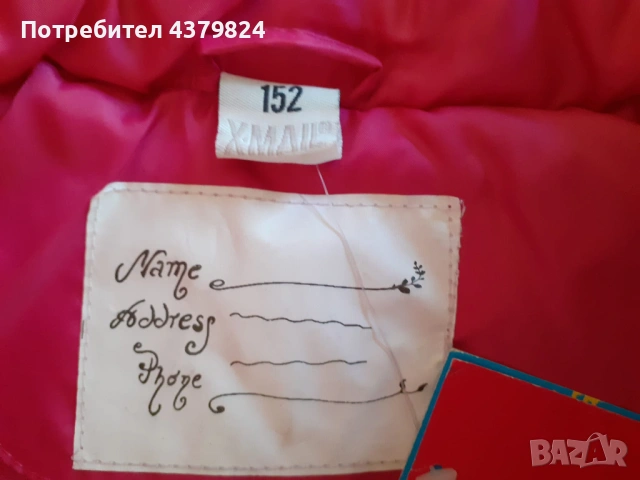 Потребител 4379824
152
XMAIL
Name
Address
Phone
BAZAR